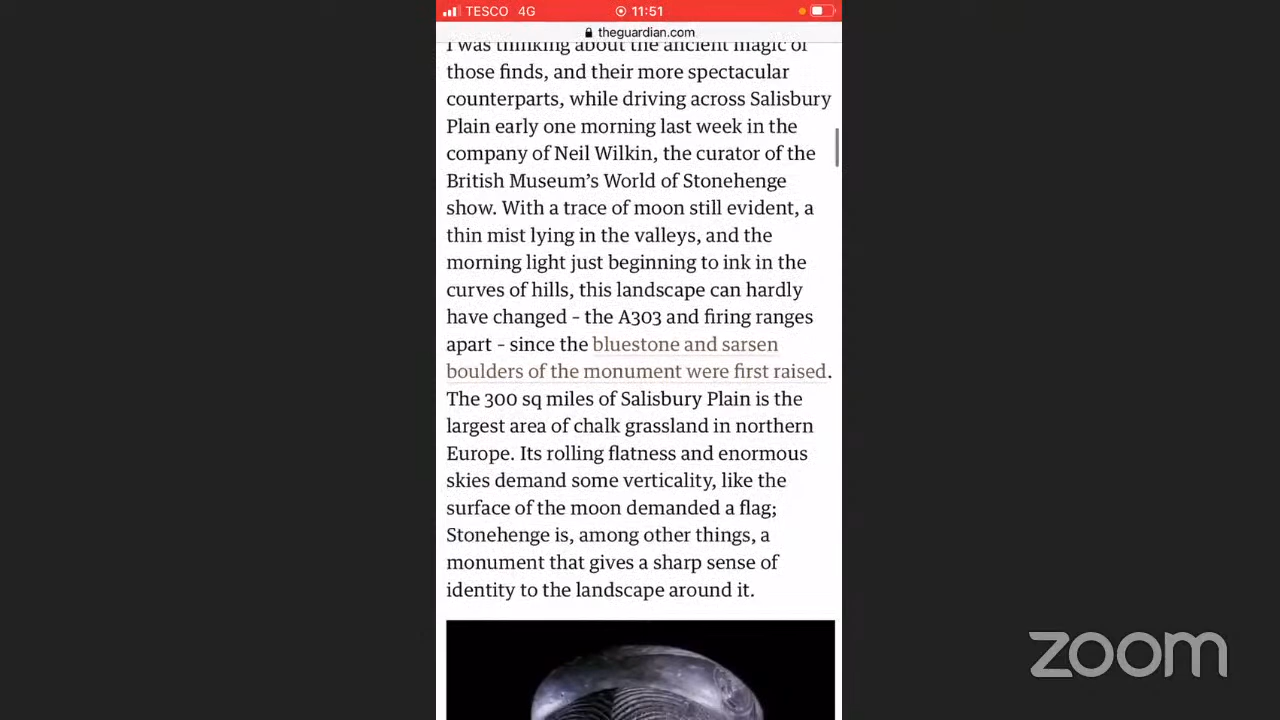 TESCO 4G 11:51
theguardian.com
I was thinking about the ancient magic of
those finds, and their more spectacular
counterparts, while driving across Salisbury
Plain early one morning last week in the
company of Neil Wilkin, the curator of the
British Museum’s World of Stonehenge
show. With a trace of moon still evident, a
thin mist lying in the valleys, and the
morning light just beginning to ink in the
curves of hills, this landscape can hardly
have changed – the A303 and firing ranges
apart – since the bluestone and sarsen
boulders of the monument were first raised.
The 300 sq miles of Salisbury Plain is the
largest area of chalk grassland in northern
Europe. Its rolling flatness and enormous
skies demand some verticality, like the
surface of the moon demanded a flag;
Stonehenge is, among other things, a
monument that gives a sharp sense of
identity to the landscape around it.
zoom